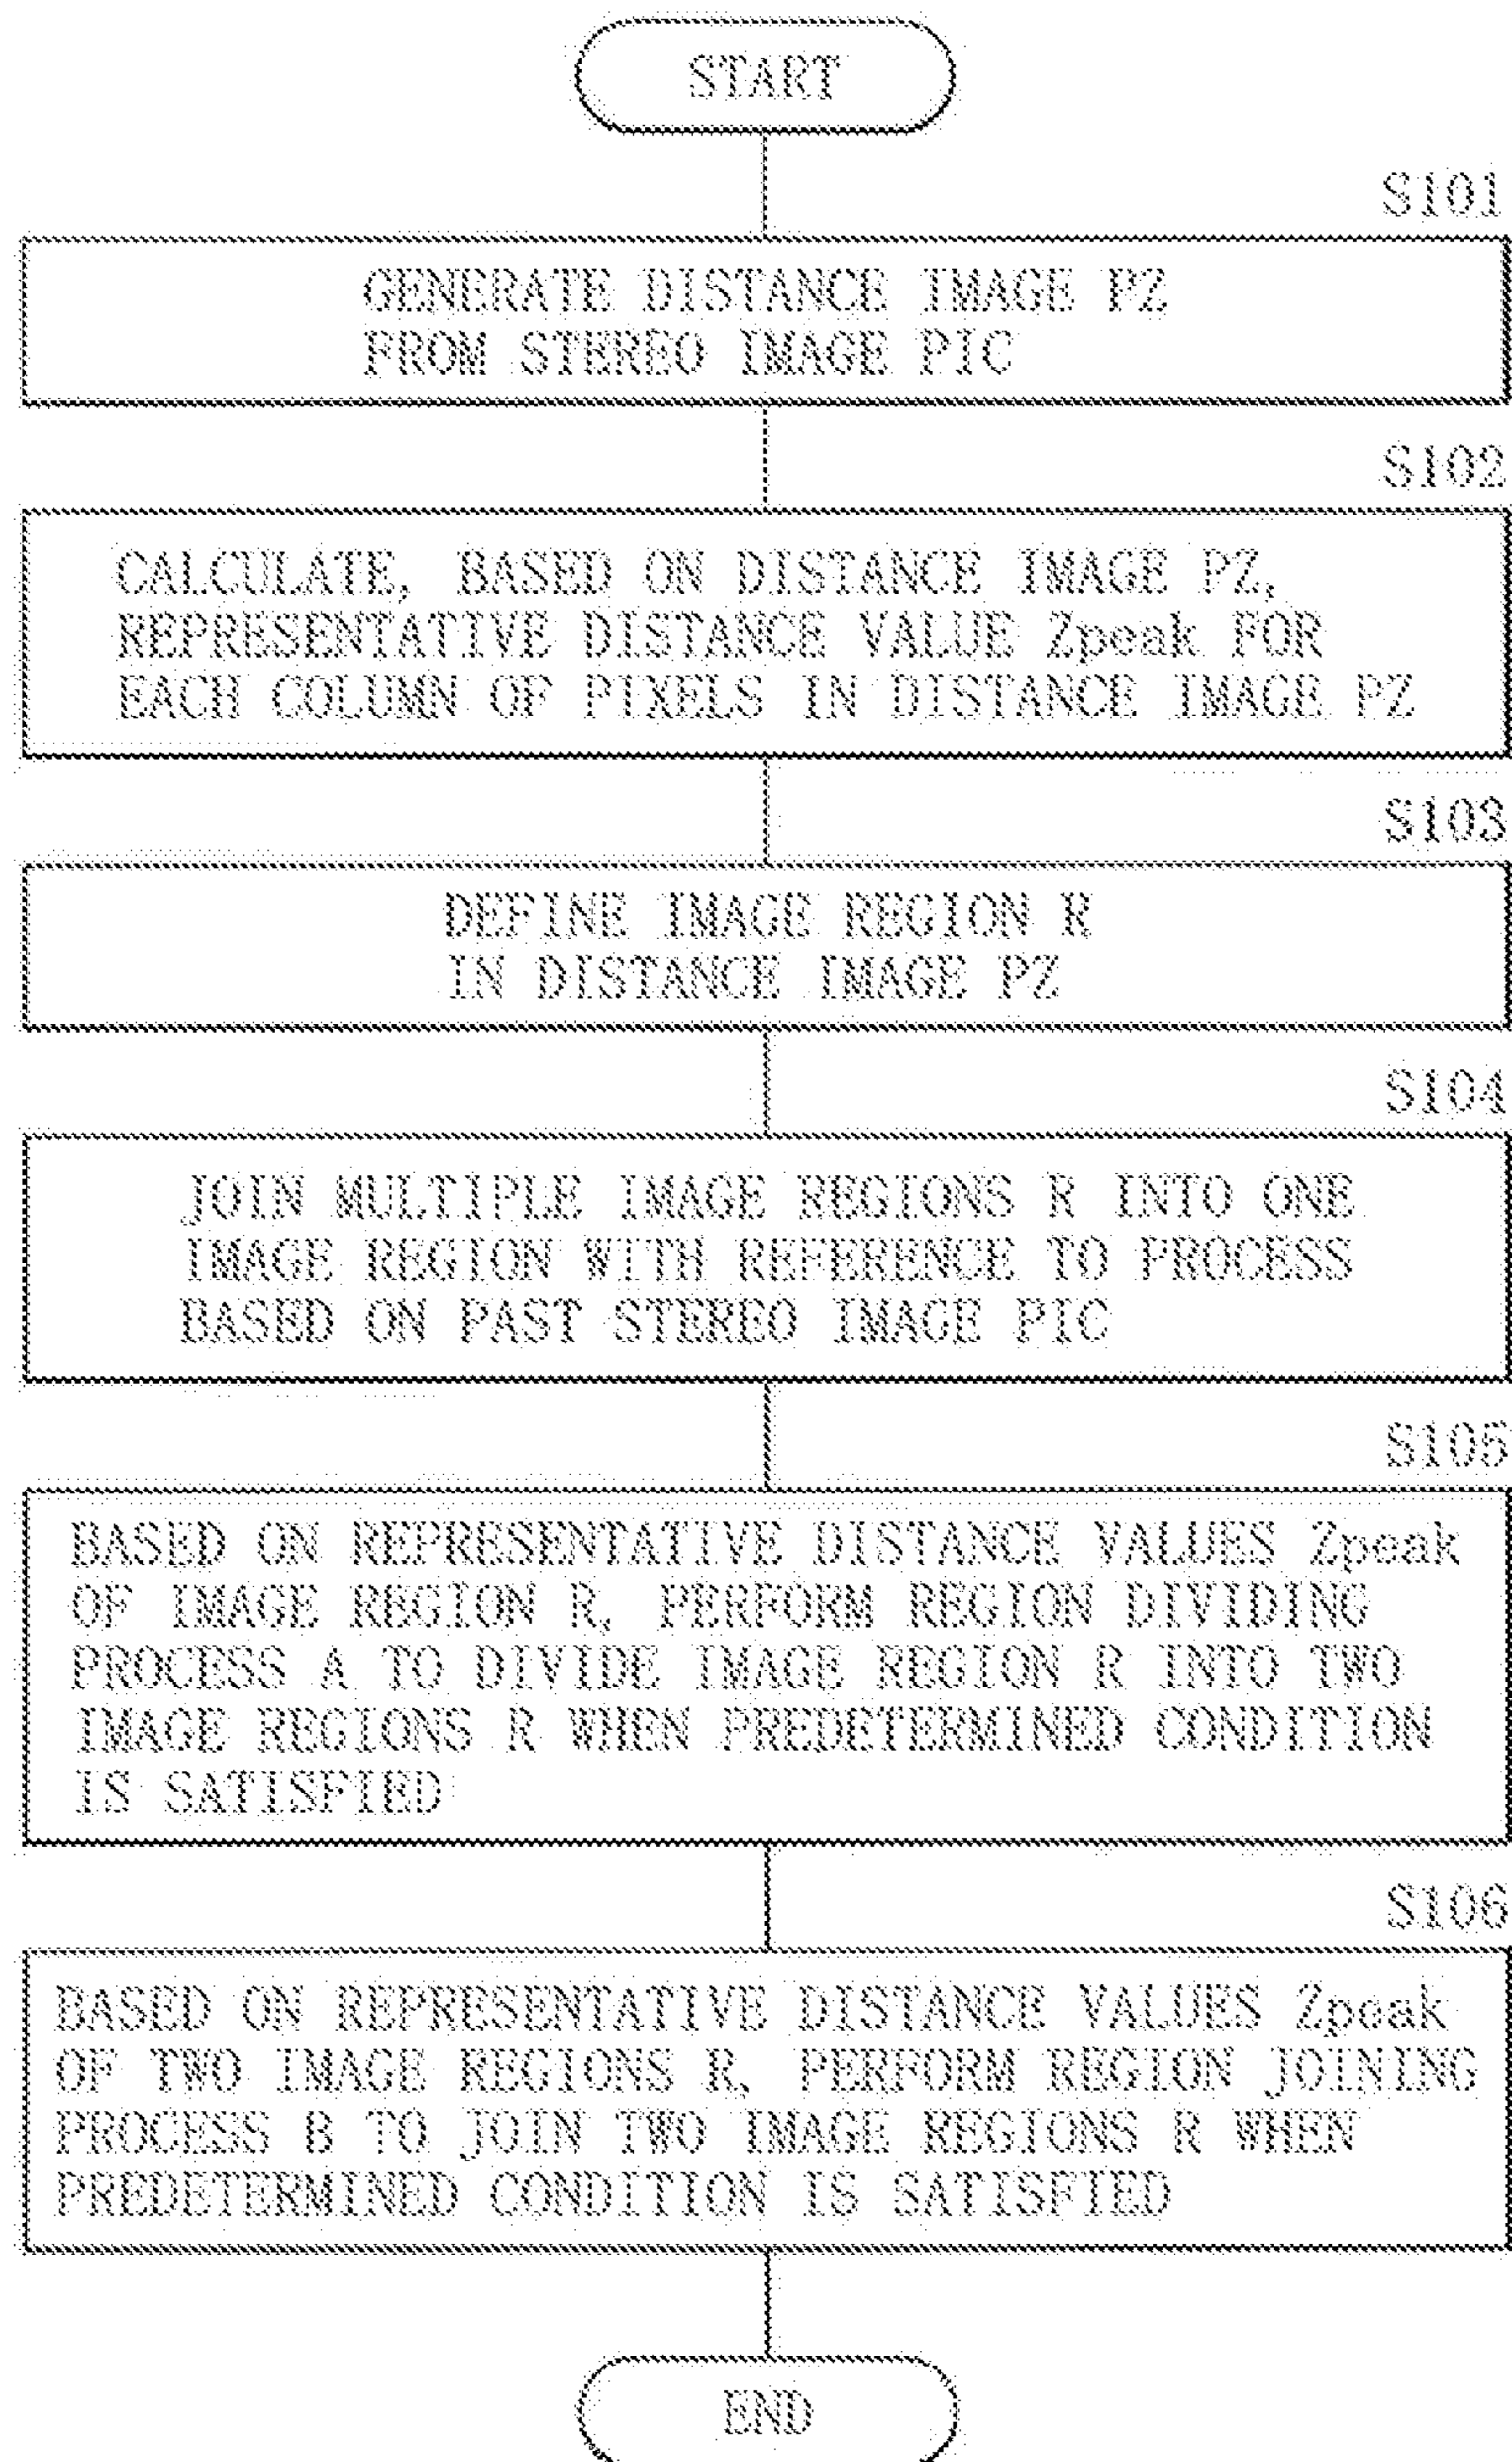 START
S101
GENERATE DISTANCE IMAGE PZ
FROM STEREO IMAGE PIC
S102
CALCULATE, BASED ON DISTANCE IMAGE PZ,
REPRESENTATIVE DISTANCE VALUE Zpeak FOR
EACH COLUMN OF PIXELS IN DISTANCE IMAGE PZ
S103
DEFINE IMAGE REGION R
IN DISTANCE IMAGE PZ
S104
JOIN MULTIPLE IMAGE REGIONS R INTO ONE
IMAGE REGION WITH REFERENCE TO PROCESS
BASED ON PAST STEREO IMAGE PIC
S105
BASED ON REPRESENTATIVE DISTANCE VALUES Zpeak
OF IMAGE REGION R, PERFORM REGION DIVIDING
PROCESS A TO DIVIDE IMAGE REGION R INTO TWO
IMAGE REGIONS R WHEN PREDETERMINED CONDITION
IS SATISFIED
S106
BASED ON REPRESENTATIVE DISTANCE VALUES Zpeak
OF TWO IMAGE REGIONS R, PERFORM REGION JOINING
PROCESS B TO JOIN TWO IMAGE REGIONS R WHEN
PREDETERMINED CONDITION IS SATISFIED
END